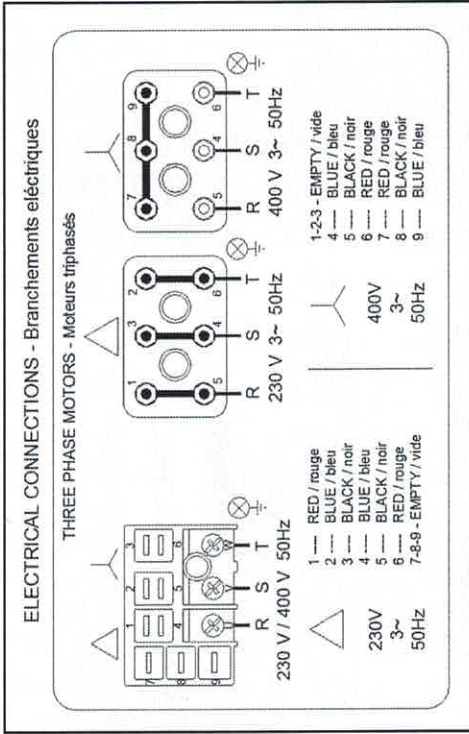 ELECTRICAL CONNECTIONS - Branchements eléctriques
THREE PHASE MOTORS - Moteurs triphasés
1 2 3
7 8 9
4 5 6
R S T
230 V / 400 V 50Hz
1 3 2
5 4 6
R S T
230 V 3~ 50Hz
7 8 9
5 4 6
R S T
400 V 3~ 50Hz
230V
3~
50Hz
1 --- RED / rouge
2 ---- BLUE / bleu
3 ---- BLACK / noir
4 ---- BLUE / bleu
5 ---- BLACK / noir
6 ---- RED / rouge
7-8-9 - EMPTY / vide
400V
3~
50Hz
1-2-3 - EMPTY / vide
4 ---- BLUE / bleu
5 ---- BLACK / noir
6 ---- RED / rouge
7 ---- RED / rouge
8 ---- BLACK / noir
9 ---- BLUE / bleu